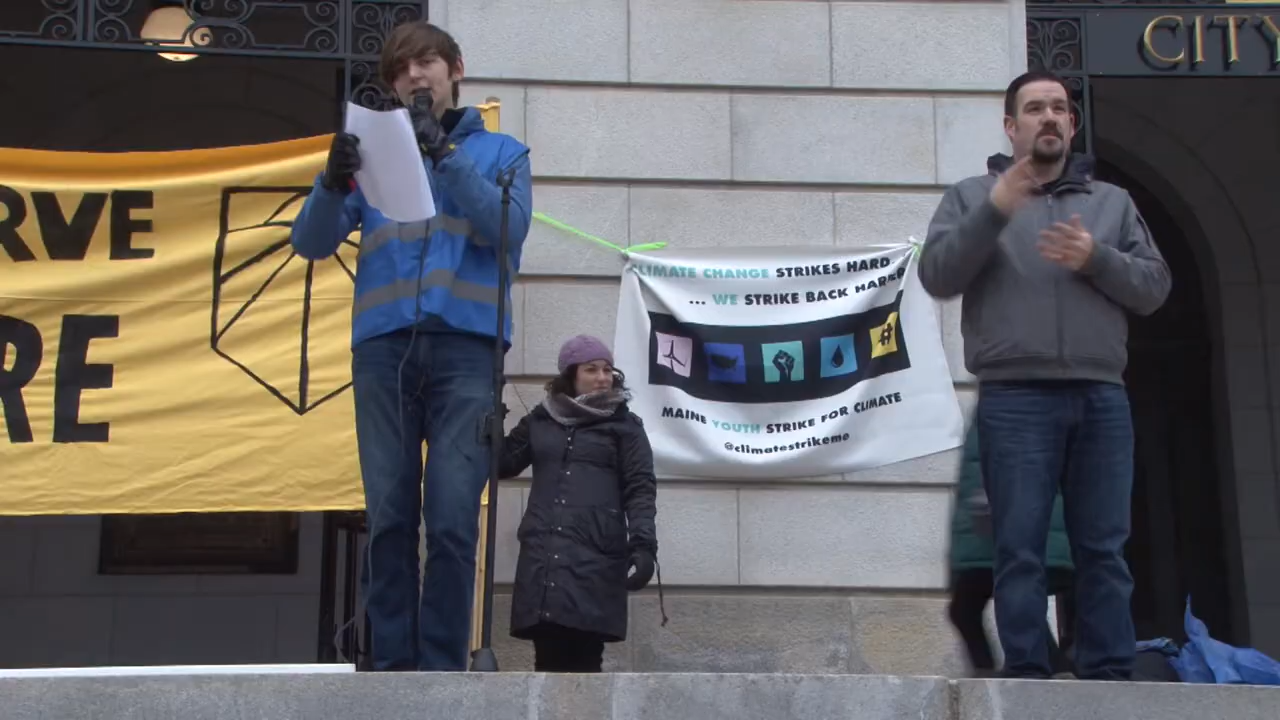 CITY
RVE
RE
CLIMATE CHANGE STRIKES HARD
... WE STRIKE BACK HARDER
#
MAINE YOUTH STRIKE FOR CLIMATE
@climatestrikeme